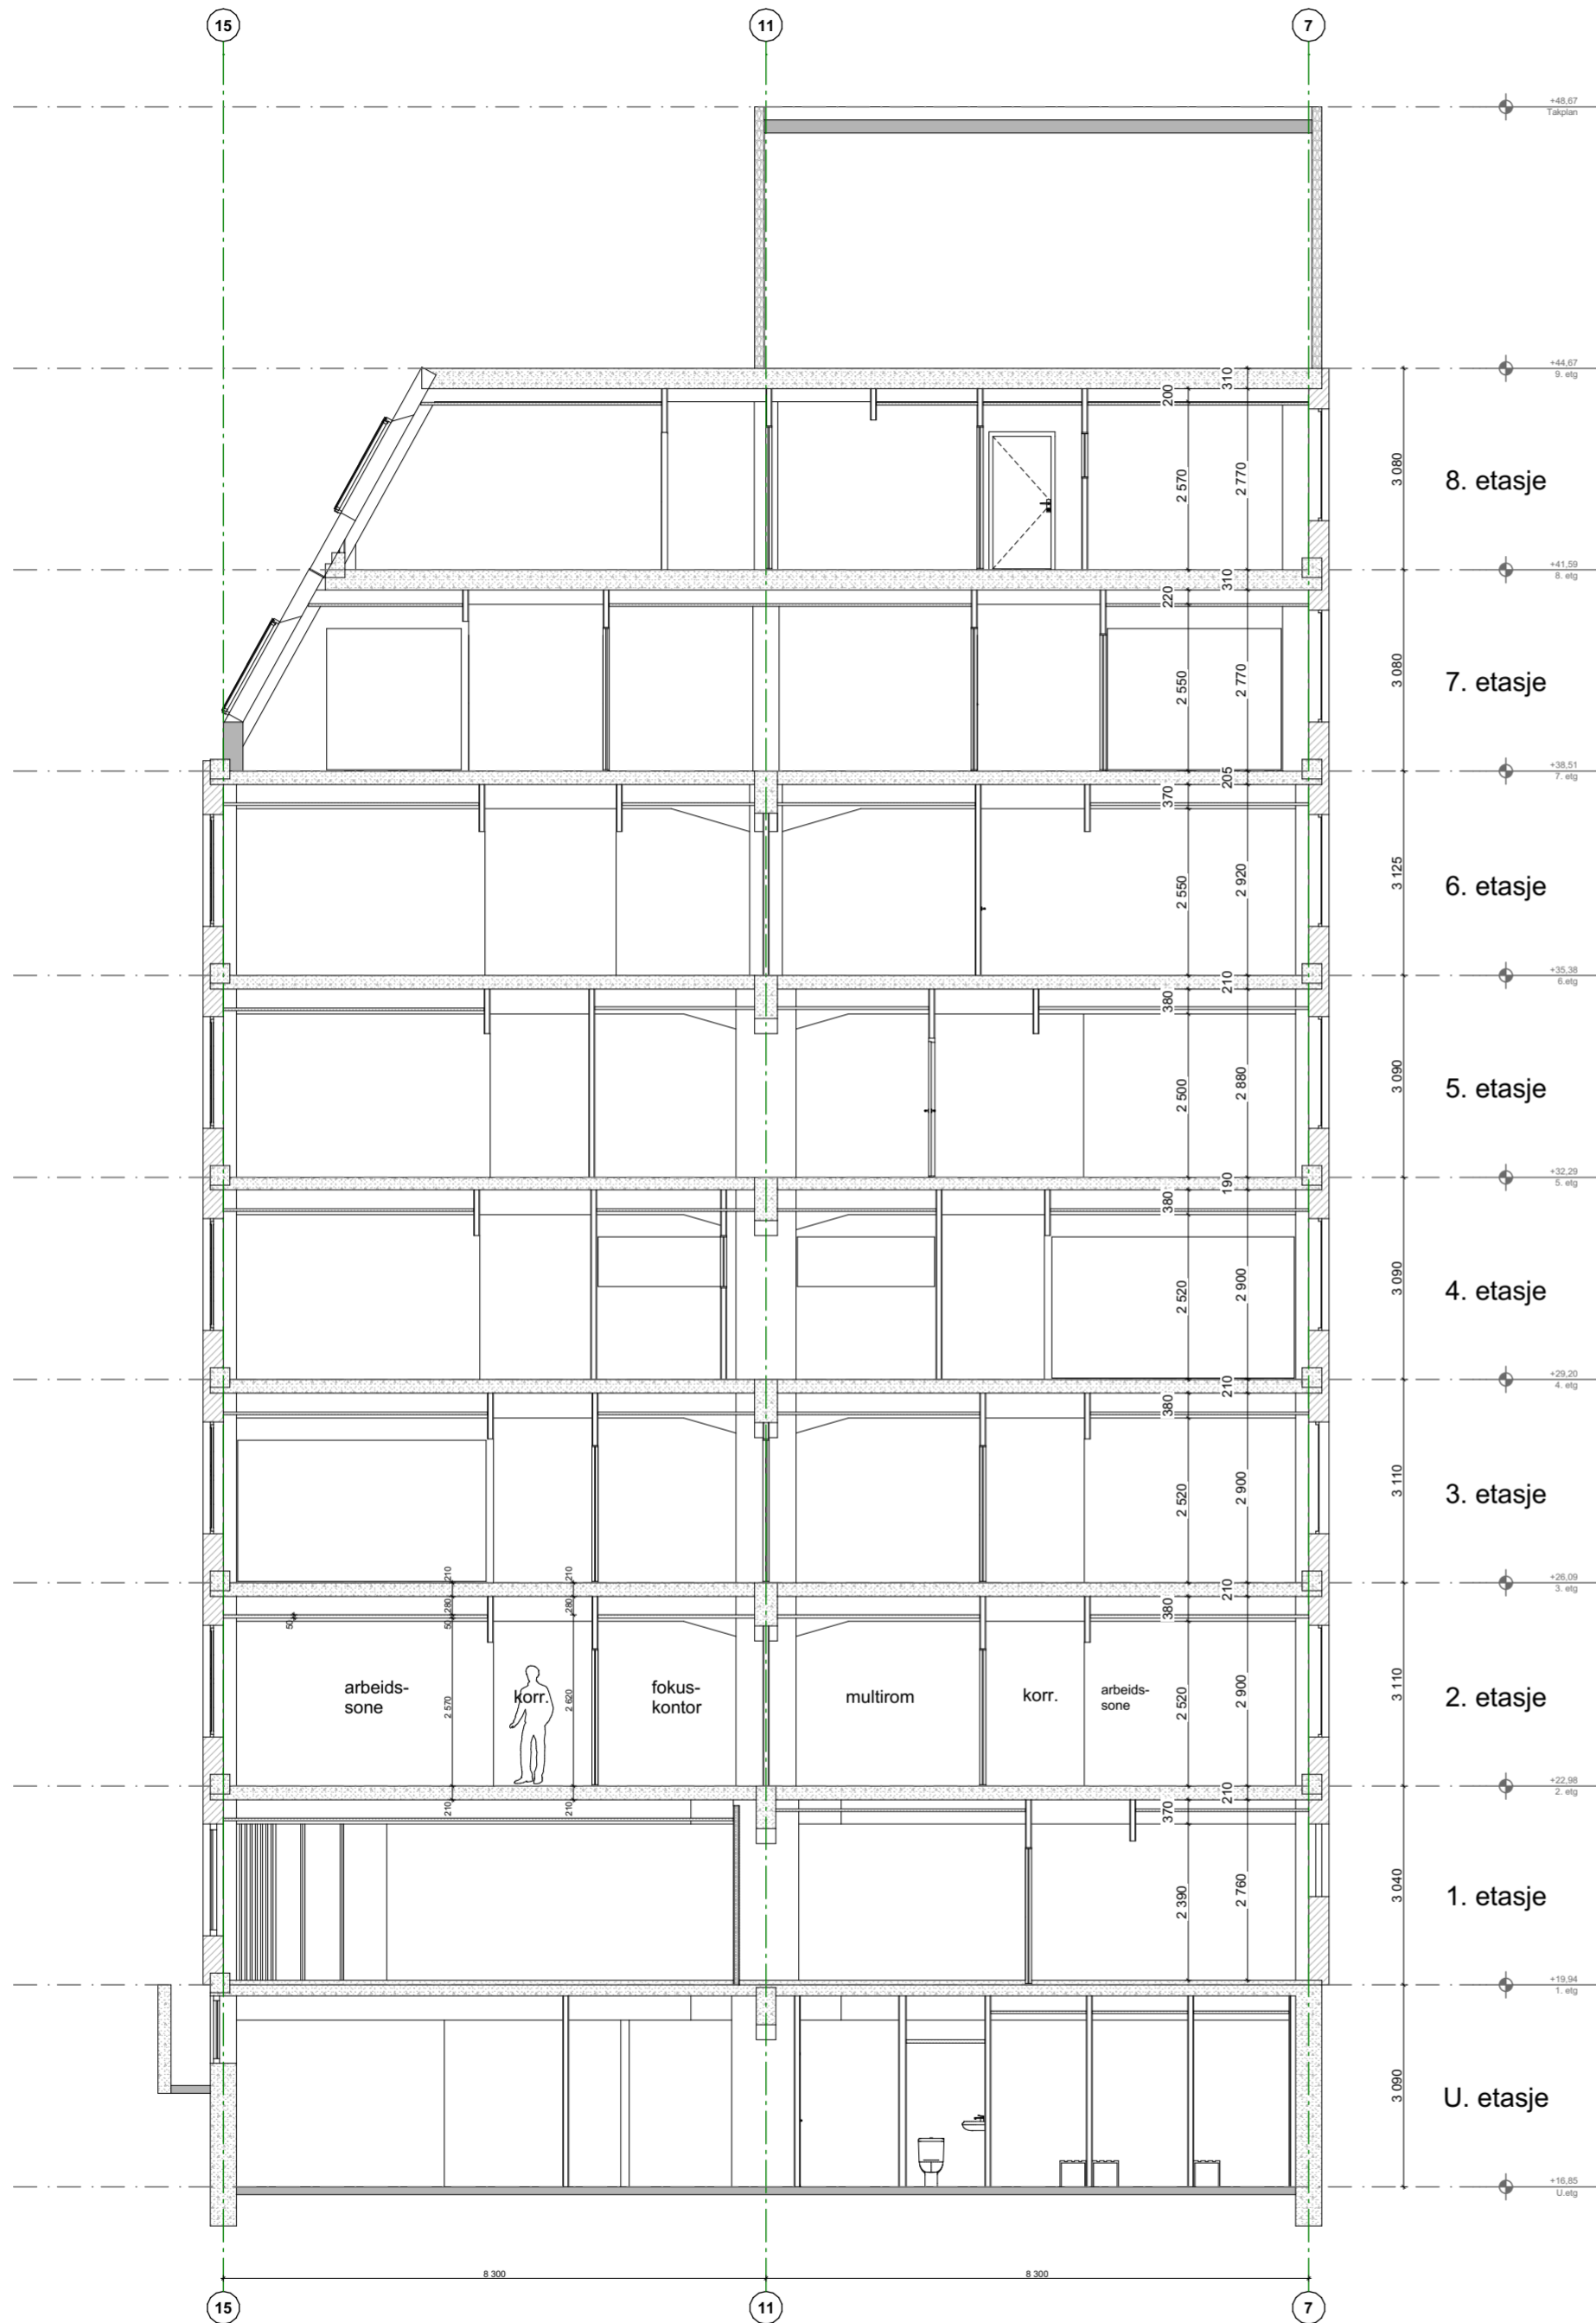 15
11
7
+48,67
Takplan
+44,67
9. etg
310
200
3 080
2 570
2 770
8. etasje
+41,59
8. etg
310
220
3 080
2 550
2 770
7. etasje
+38,51
7. etg
205
370
3 125
2 550
2 920
6. etasje
+35,38
6.etg
210
380
3 090
2 500
2 880
5. etasje
+32,29
5. etg
190
380
3 090
2 520
2 900
4. etasje
+29,20
4. etg
210
380
3 110
2 520
2 900
3. etasje
210
210
+26,09
3. etg
210
280
280
380
50
50
arbeids-
sone
korr.
fokus-
kontor
multirom
korr.
arbeids-
sone
2 570
2 620
2 520
2 900
3 110
2. etasje
+22,98
2. etg
210
210
210
370
2 390
2 760
3 040
1. etasje
+19,94
1. etg
3 090
U. etasje
+16,85
U.etg
8 300
8 300
15
11
7